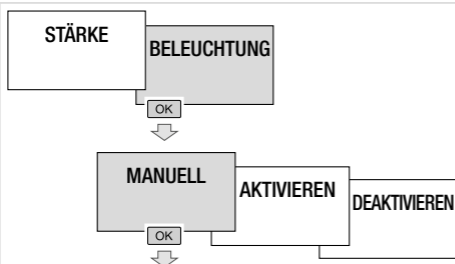 STÄRKE
BELEUCHTUNG
OK
MANUELL
AKTIVIEREN
DEAKTIVIEREN
OK